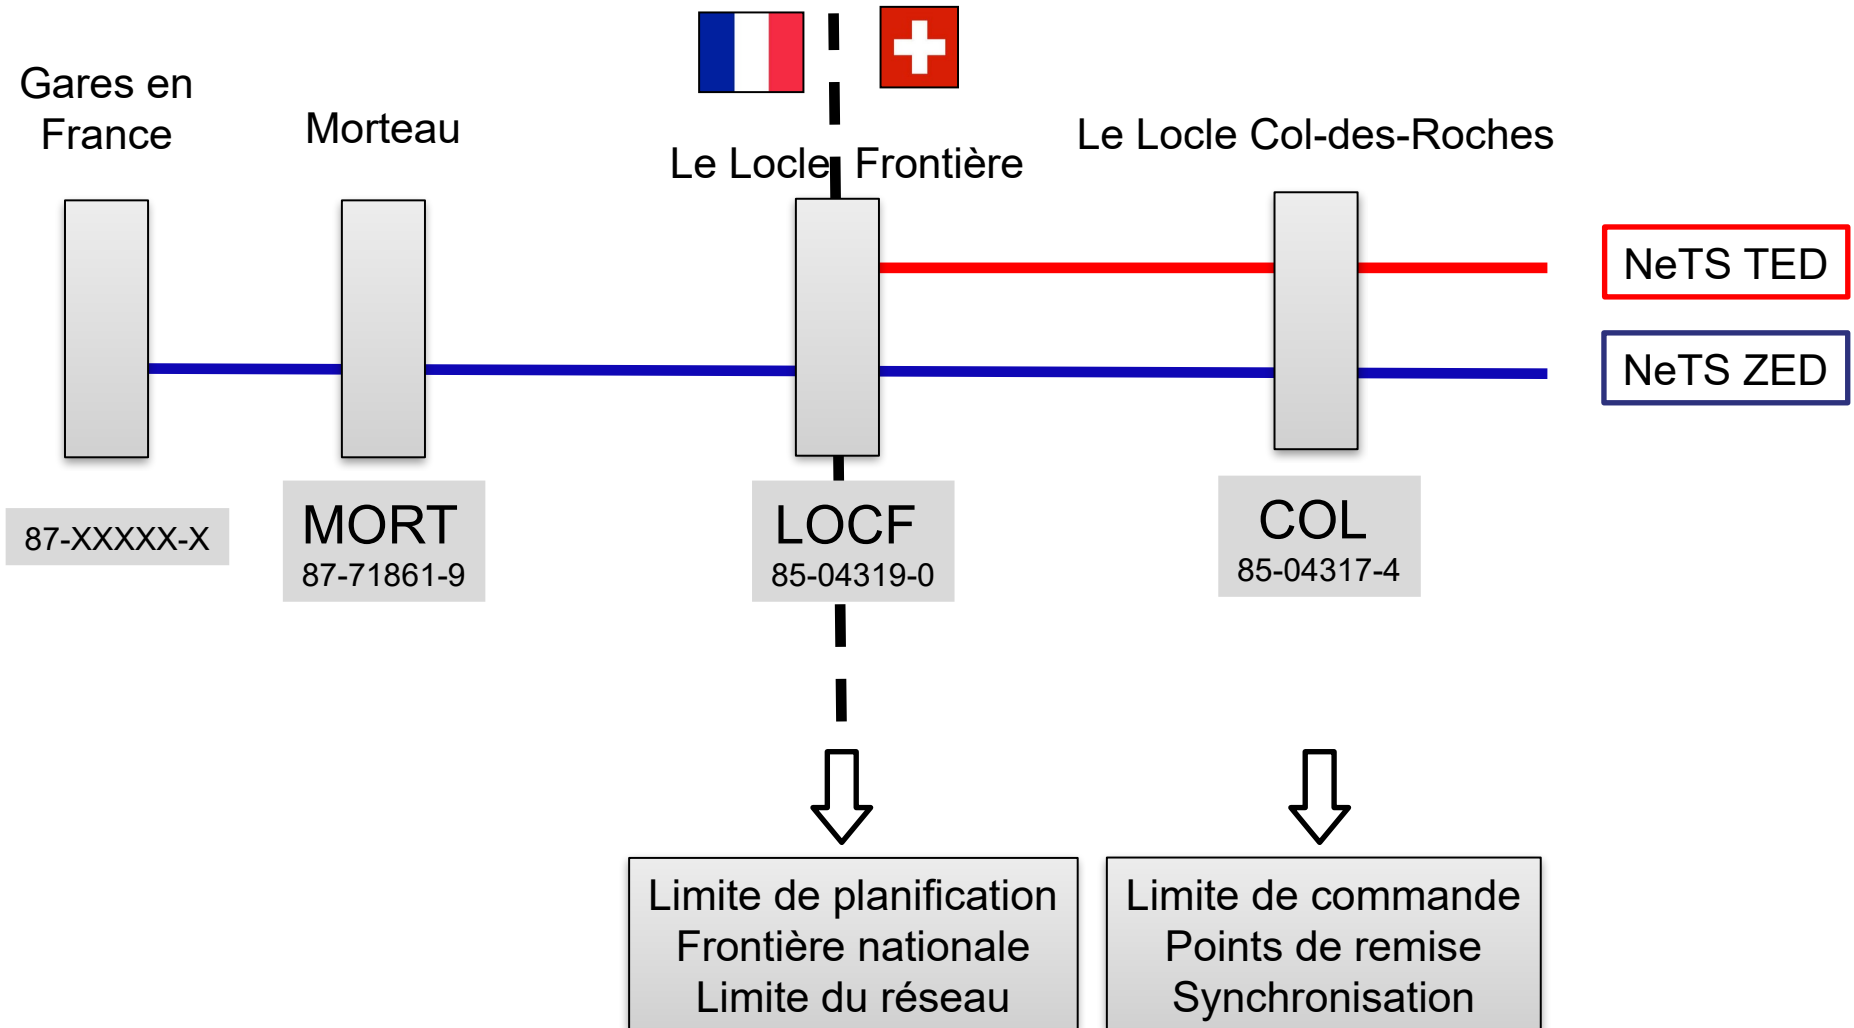 Gares en
France
Morteau
Le Locle Frontière
Le Locle Col-des-Roches
NeTS TED
NeTS ZED
87-XXXXX-X
MORT
87-71861-9
LOCF
85-04319-0
COL
85-04317-4
Limite de planification
Frontière nationale
Limite du réseau
Limite de commande
Points de remise
Synchronisation